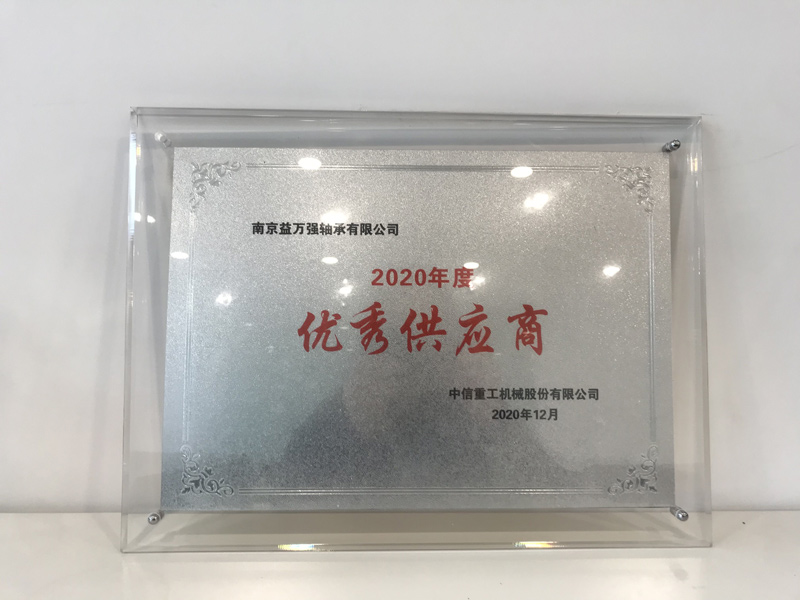 南京益万强轴承有限公司
2020年度
优秀供应商
中信重工机械股份有限公司
2020年12月